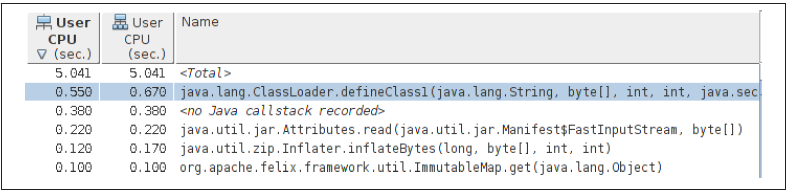 User User Name
CPU CPU
(sec.) (sec.)
5.041 5.041 <Total>
0.550 0.670 java.lang.ClassLoader.defineClass1(java.lang.String, byte[], int, int, java.sec
0.380 0.380 <no Java callstack recorded>
0.220 0.220 java.util.jar.Attributes.read(java.util.jar.Manifest$FastInputStream, byte[])
0.120 0.170 java.util.zip.Inflater.inflateBytes(long, byte[], int, int)
0.100 0.100 org.apache.felix.framework.util.ImmutableMap.get(java.lang.Object)